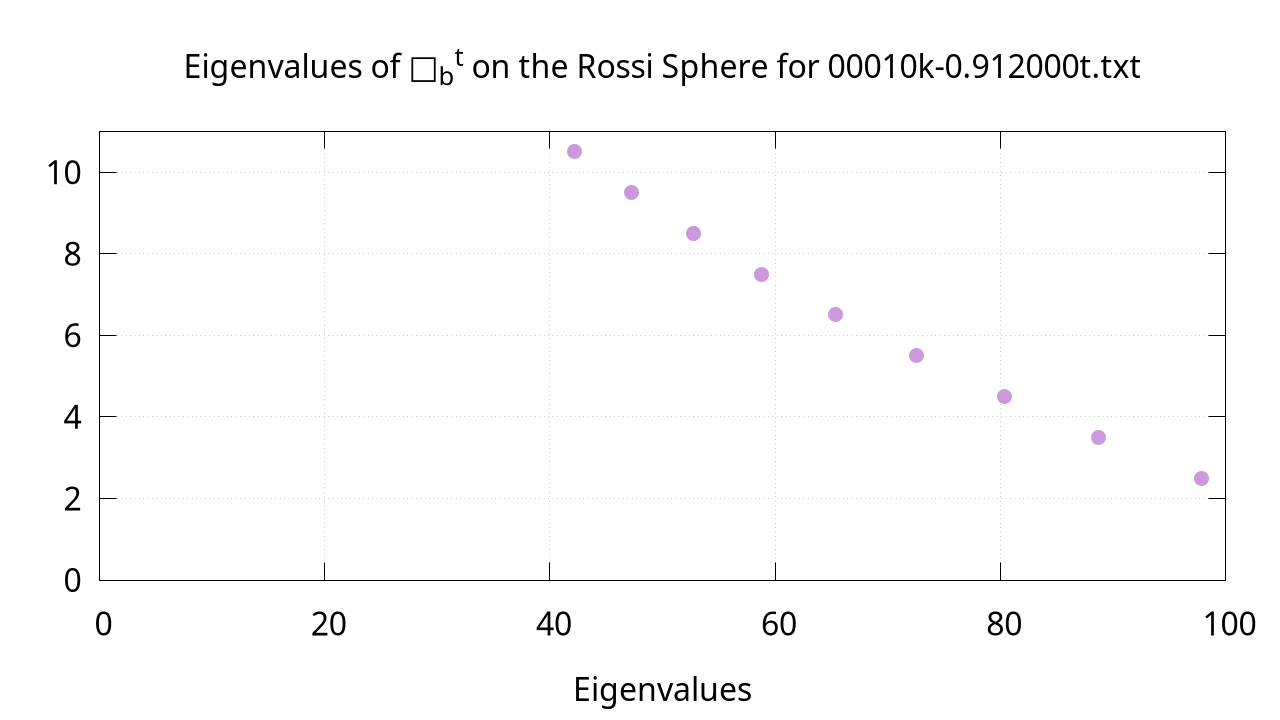 Eigenvalues of □bᵗ on the Rossi Sphere for 00010k-0.912000t.txt
10
8
6
4
2
0
0 20 40 60 80 100
Eigenvalues